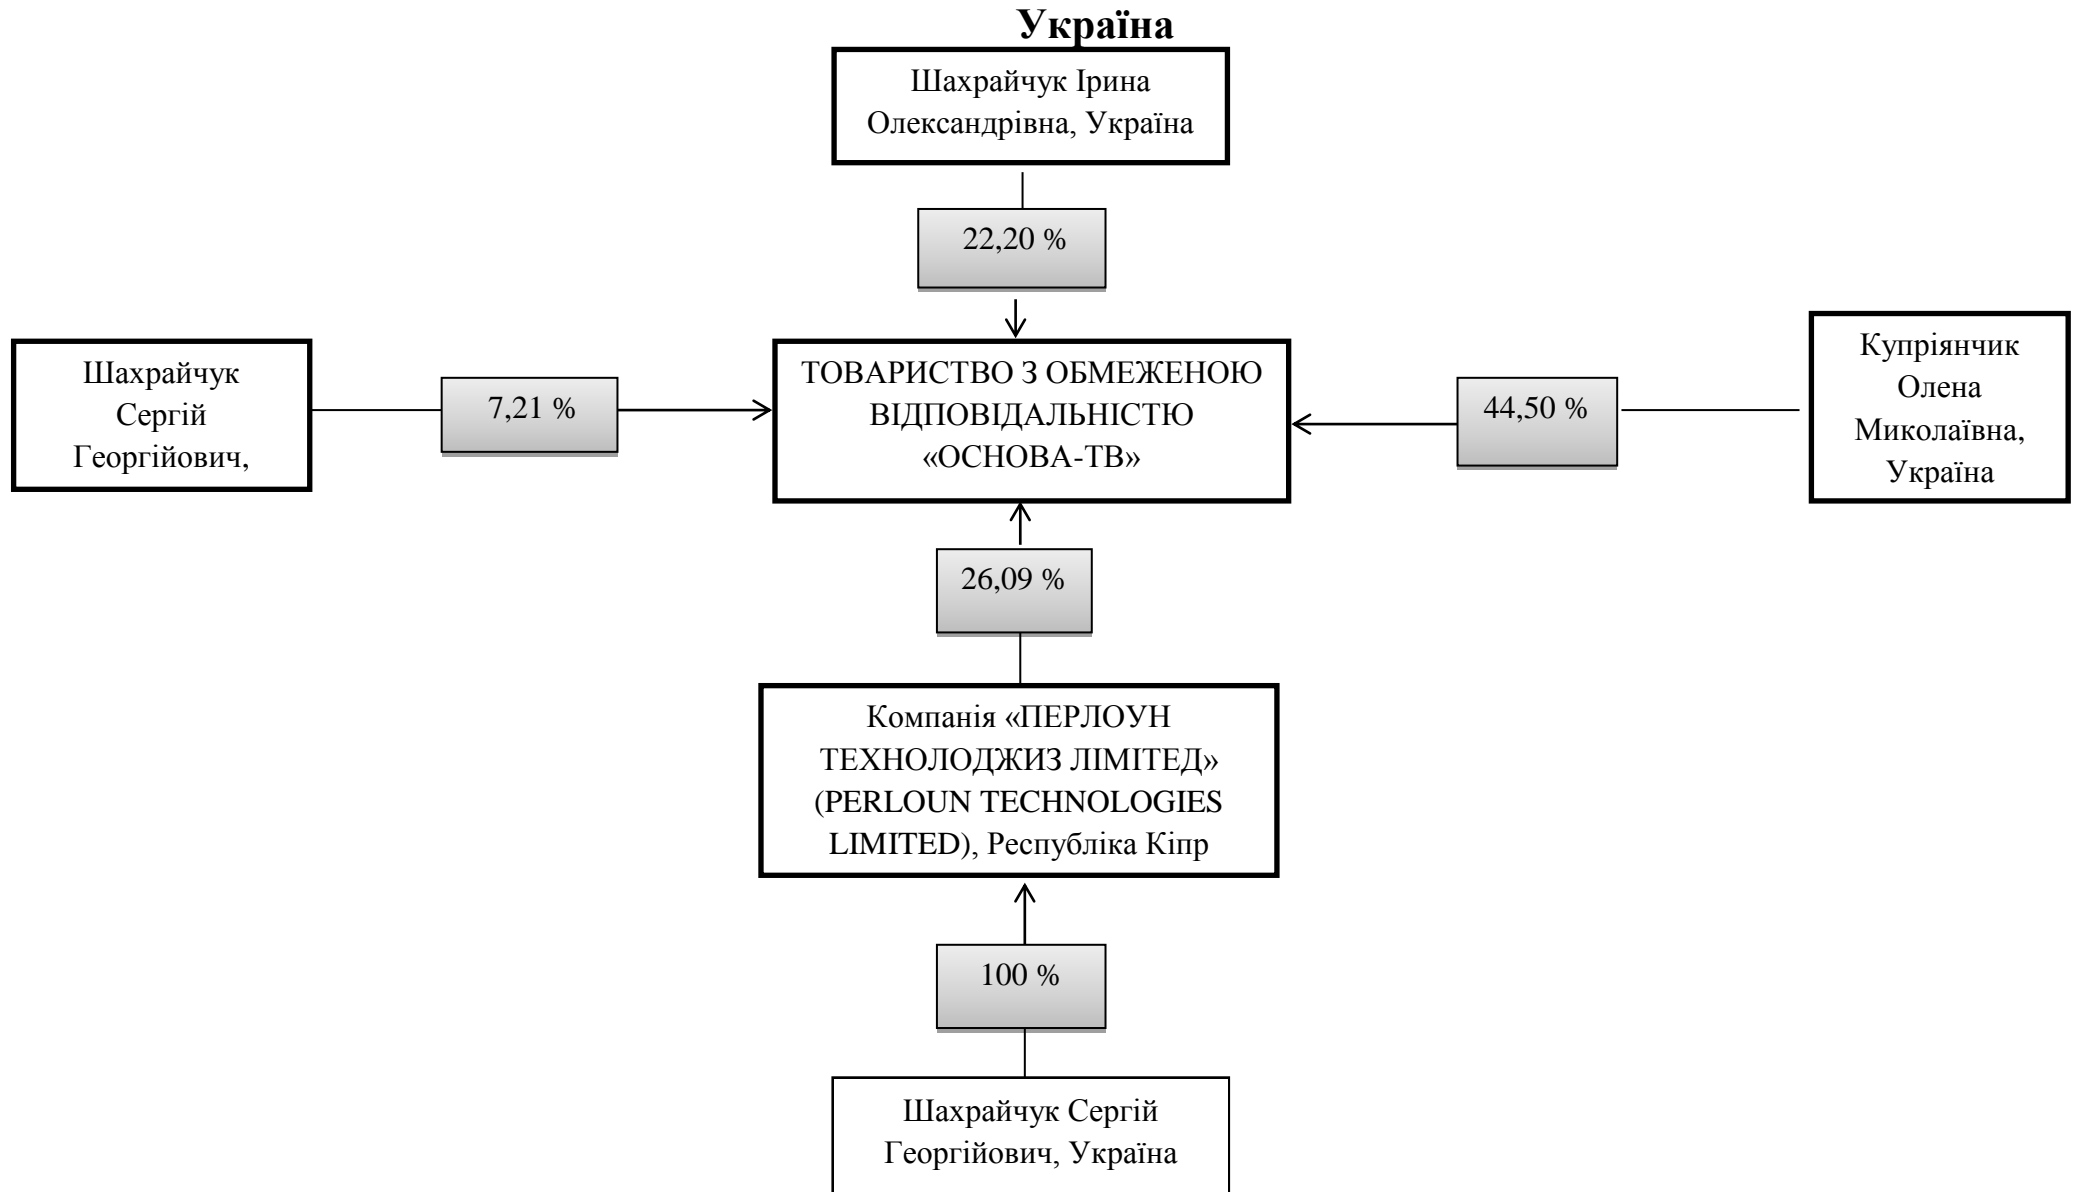 Україна
Шахрайчук Ірина
Олександрівна, Україна
22,20 %
Шахрайчук
Сергій
Георгійович,
7,21 %
ТОВАРИСТВО З ОБМЕЖЕНОЮ
ВІДПОВІДАЛЬНІСТЮ
«ОСНОВА-ТВ»
44,50 %
Купріянчик
Олена
Миколаївна,
Україна
26,09 %
Компанія «ПЕРЛОУН
ТЕХНОЛОДЖИЗ ЛІМІТЕД»
(PERLOUN TECHNOLOGIES
LIMITED), Республіка Кіпр
100 %
Шахрайчук Сергій
Георгійович, Україна